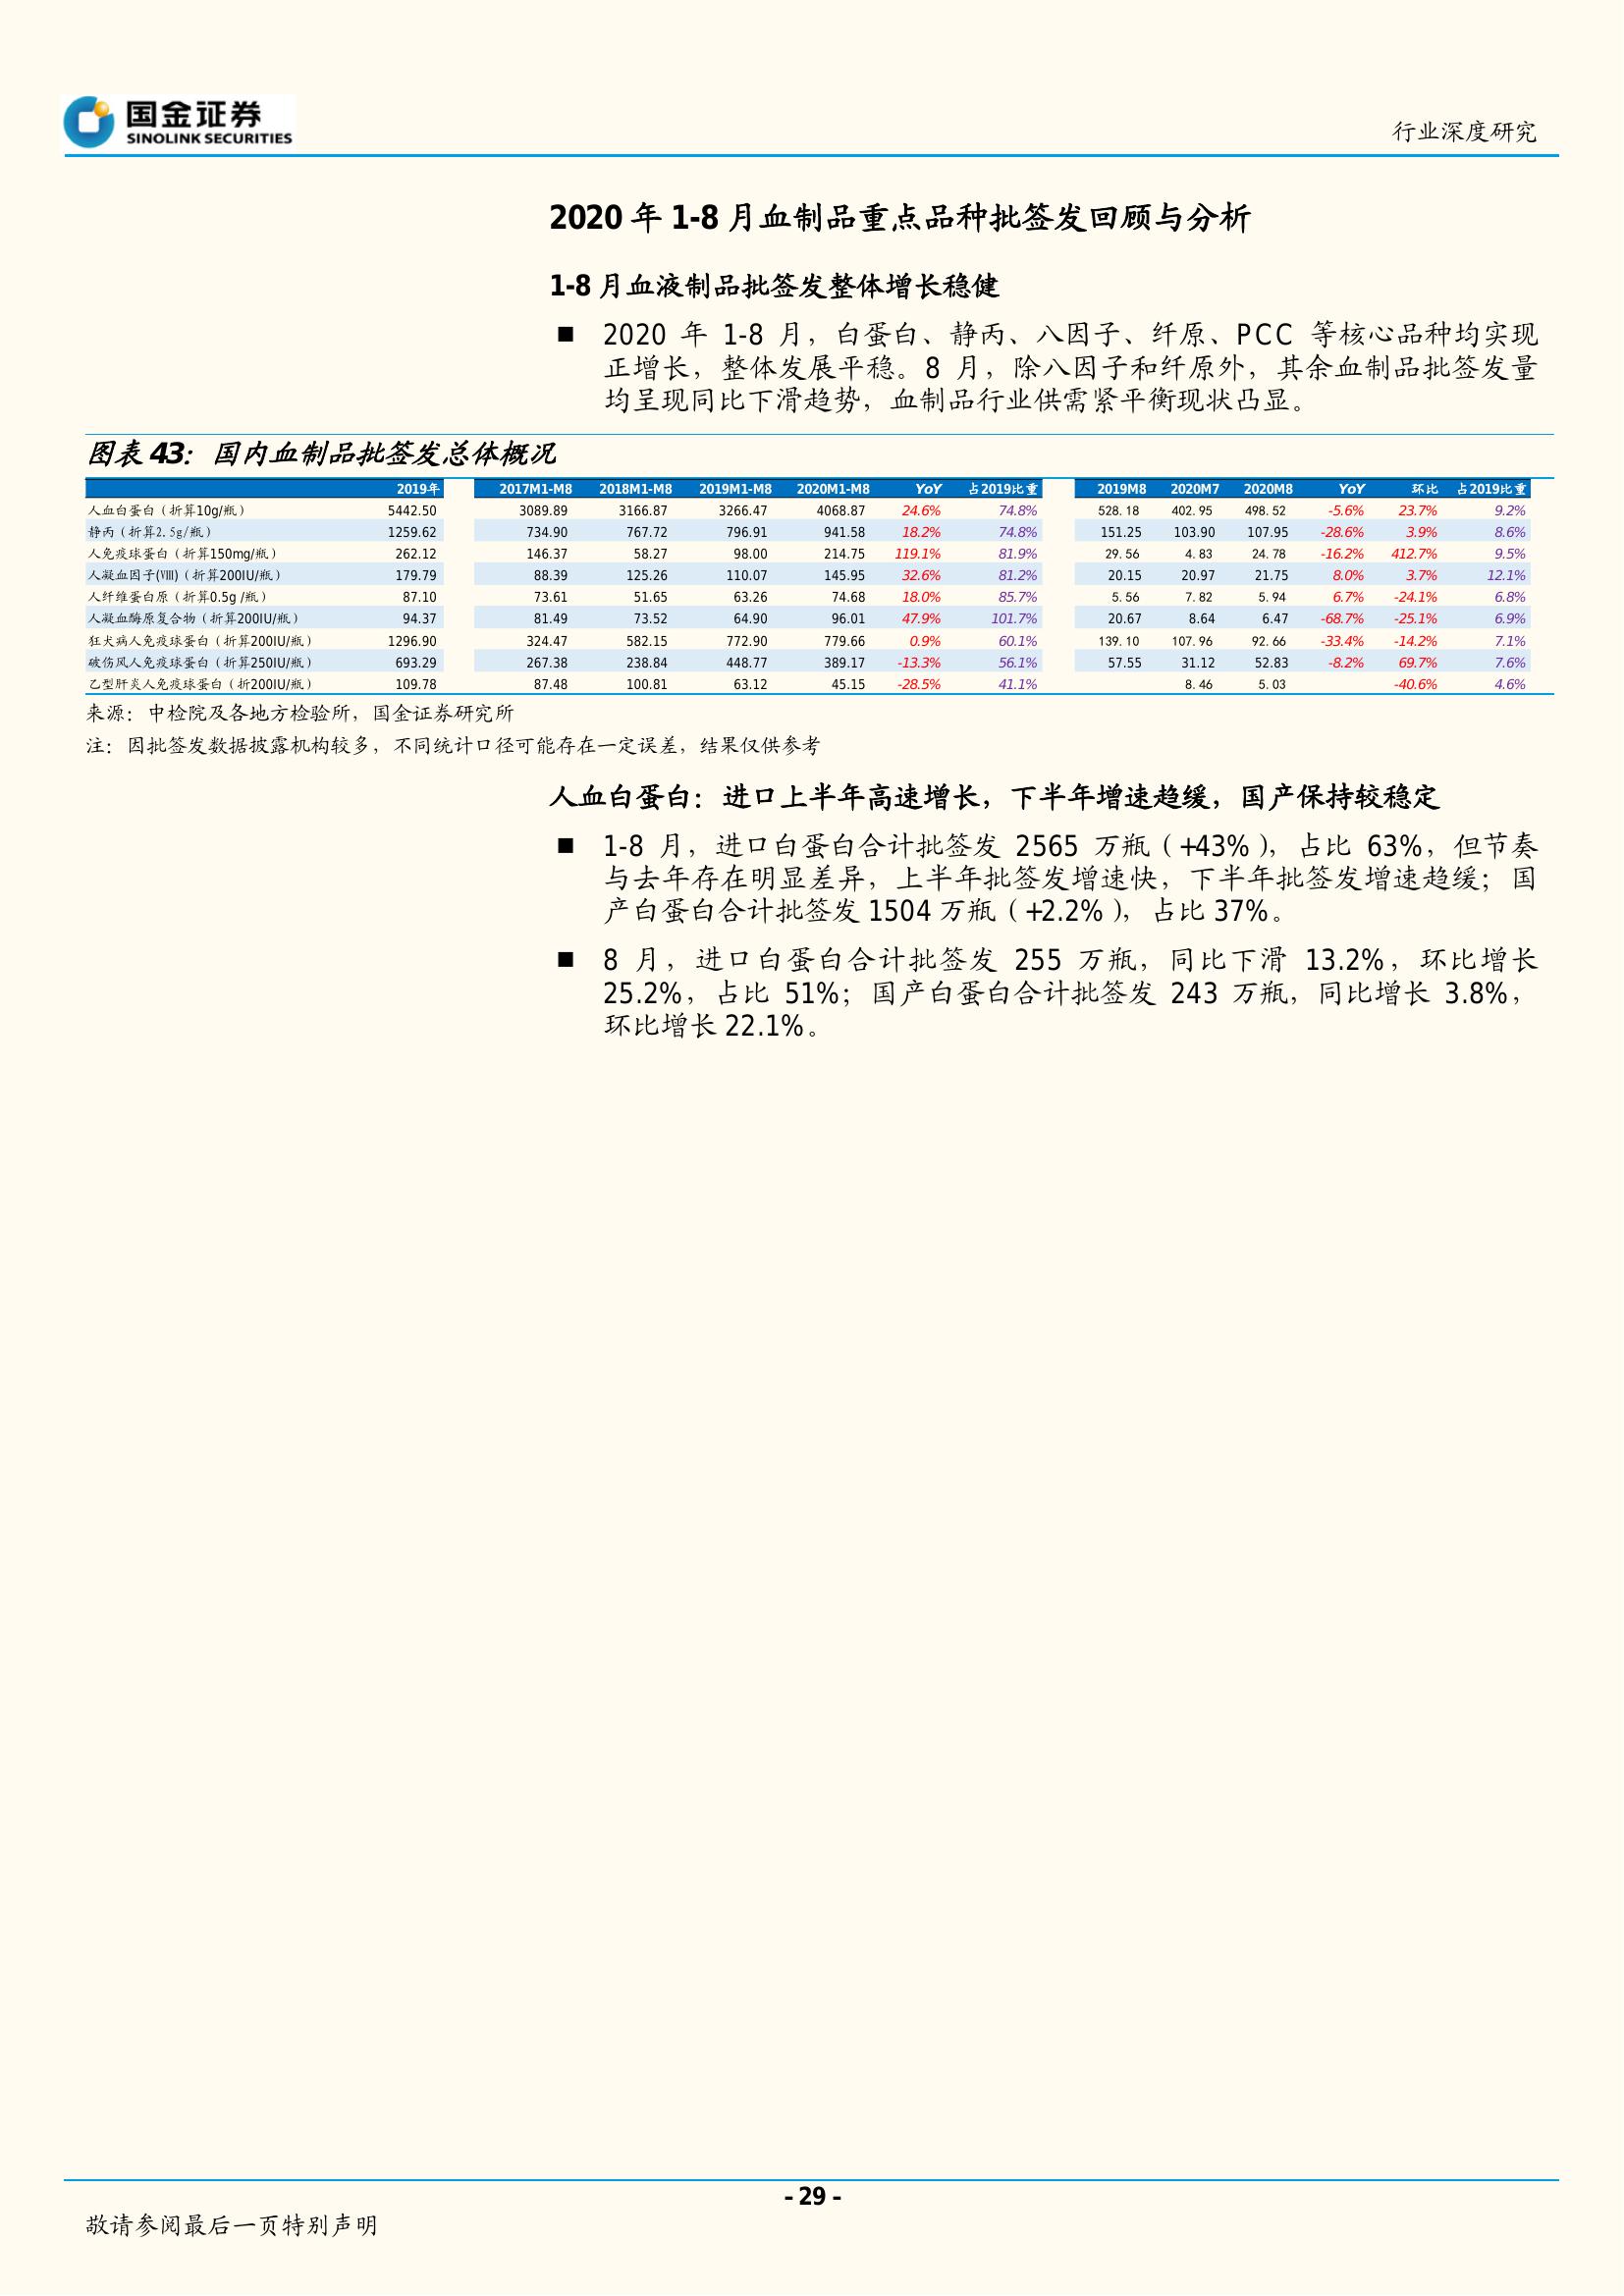 国金证券
SINOLINK SECURITIES
行业深度研究
2020 年 1-8 月血制品重点品种批签发回顾与分析
1-8 月血液制品批签发整体增长稳健
■ 2020 年 1-8 月，白蛋白、静丙、八因子、纤原、PCC 等核心品种均实现
正增长，整体发展平稳。8 月，除八因子和纤原外，其余血制品批签发量
均呈现同比下滑趋势，血制品行业供需紧平衡现状凸显。
图表 43：国内血制品批签发总体概况
2019年 2017M1-M8 2018M1-M8 2019M1-M8 2020M1-M8 YoY 占2019比重 2019M8 2020M7 2020M8 YoY 环比 占2019比重
人血白蛋白（折算10g/瓶） 5442.50 3089.89 3166.87 3266.47 4068.87 24.6% 74.8% 528.18 402.95 498.52 -5.6% 23.7% 9.2%
静丙（折算2.5g/瓶） 1259.62 734.90 767.72 796.91 941.58 18.2% 74.8% 151.25 103.90 107.95 -28.6% 3.9% 8.6%
人免疫球蛋白（折算150mg/瓶） 262.12 146.37 58.27 98.00 214.75 119.1% 81.9% 29.56 4.83 24.78 -16.2% 412.7% 9.5%
人凝血因子(Ⅷ)（折算200IU/瓶） 179.79 88.39 125.26 110.07 145.95 32.6% 81.2% 20.15 20.97 21.75 8.0% 3.7% 12.1%
人纤维蛋白原（折算0.5g /瓶） 87.10 73.61 51.65 63.26 74.68 18.0% 85.7% 5.56 7.82 5.94 6.7% -24.1% 6.8%
人凝血酶原复合物（折算200IU/瓶） 94.37 81.49 73.52 64.90 96.01 47.9% 101.7% 20.67 8.64 6.47 -68.7% -25.1% 6.9%
狂犬病人免疫球蛋白（折算200IU/瓶） 1296.90 324.47 582.15 772.90 779.66 0.9% 60.1% 139.10 107.96 92.66 -33.4% -14.2% 7.1%
破伤风人免疫球蛋白（折算250IU/瓶） 693.29 267.38 238.84 448.77 389.17 -13.3% 56.1% 57.55 31.12 52.83 -8.2% 69.7% 7.6%
乙型肝炎人免疫球蛋白（折200IU/瓶） 109.78 87.48 100.81 63.12 45.15 -28.5% 41.1% 8.46 5.03 -40.6% 4.6%
来源：中检院及各地方检验所，国金证券研究所
注：因批签发数据披露机构较多，不同统计口径可能存在一定误差，结果仅供参考
人血白蛋白：进口上半年高速增长，下半年增速趋缓，国产保持较稳定
■ 1-8 月，进口白蛋白合计批签发 2565 万瓶（+43%），占比 63%，但节奏
与去年存在明显差异，上半年批签发增速快，下半年批签发增速趋缓；国
产白蛋白合计批签发 1504 万瓶（+2.2%），占比 37%。
■ 8 月，进口白蛋白合计批签发 255 万瓶，同比下滑 13.2%，环比增长
25.2%，占比 51%；国产白蛋白合计批签发 243 万瓶，同比增长 3.8%，
环比增长 22.1%。
- 29 -
敬请参阅最后一页特别声明